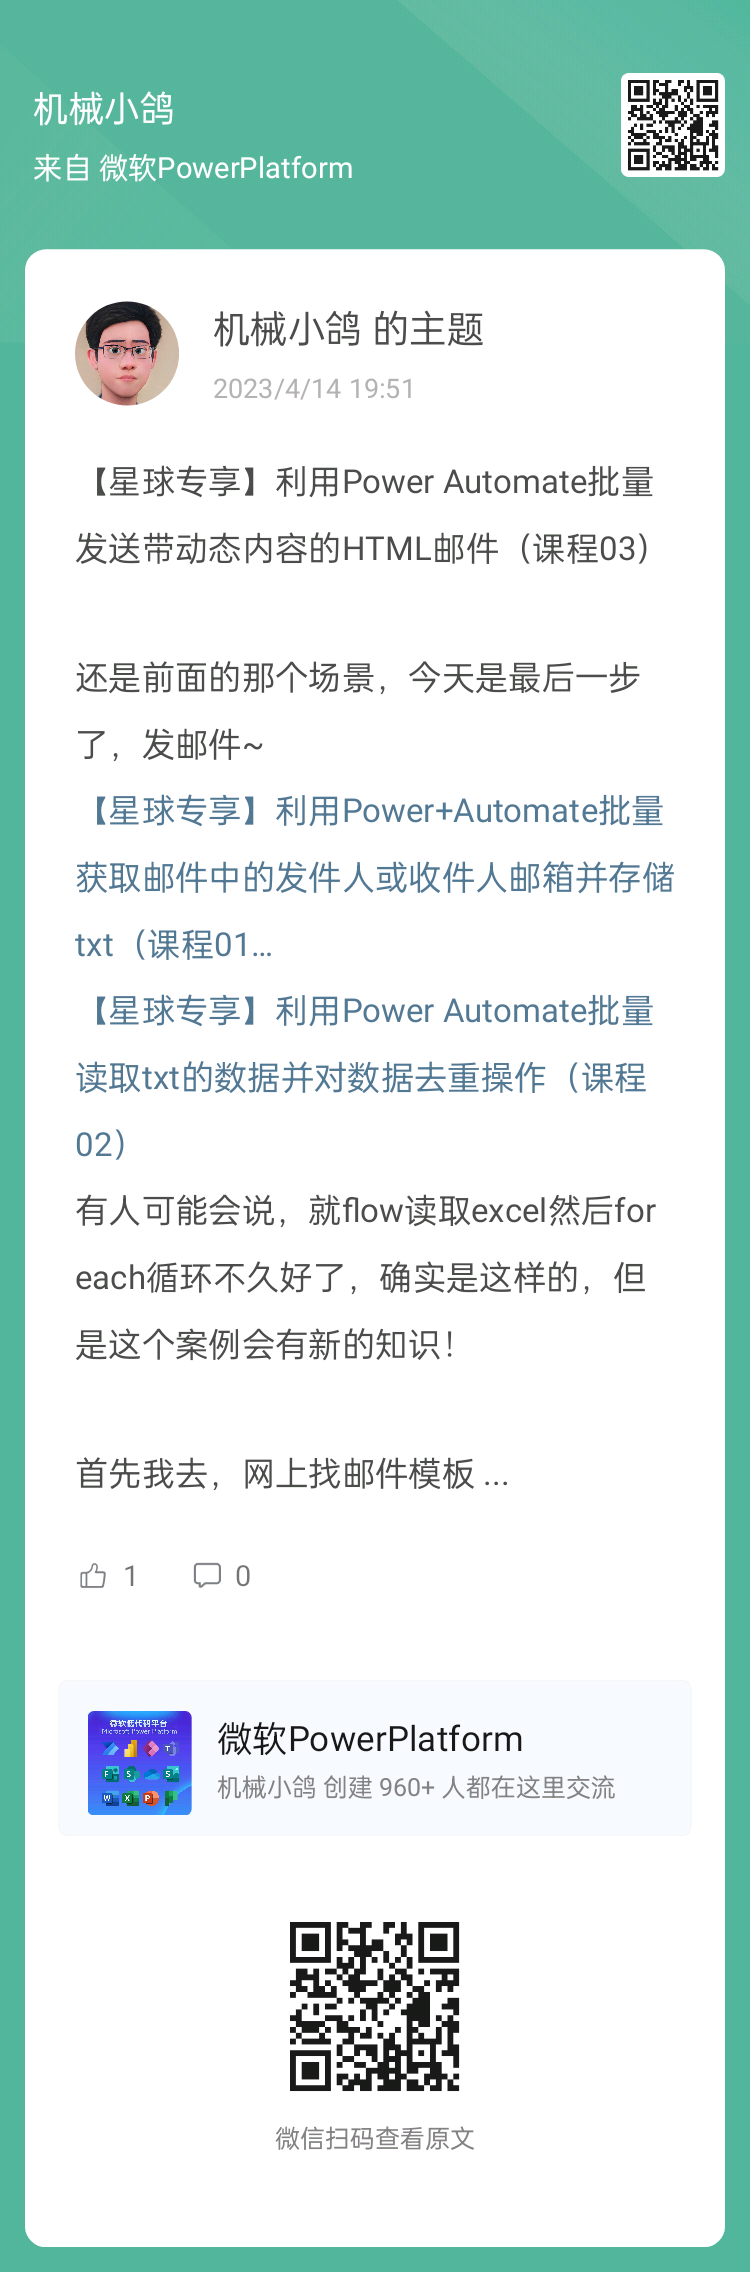 机械小鸽
来自 微软PowerPlatform
机械小鸽 的主题
2023/4/14 19:51
【星球专享】利用Power Automate批量
发送带动态内容的HTML邮件（课程03）
还是前面的那个场景，今天是最后一步
了，发邮件~
【星球专享】利用Power+Automate批量
获取邮件中的发件人或收件人邮箱并存储
txt（课程01...
【星球专享】利用Power Automate批量
读取txt的数据并对数据去重操作（课程
02）
有人可能会说，就flow读取excel然后for
each循环不久好了，确实是这样的，但
是这个案例会有新的知识！
首先我去，网上找邮件模板 ...
1 0
微软低代码平台
Microsoft Power Platform
微软PowerPlatform
机械小鸽 创建 960+ 人都在这里交流
微信扫码查看原文